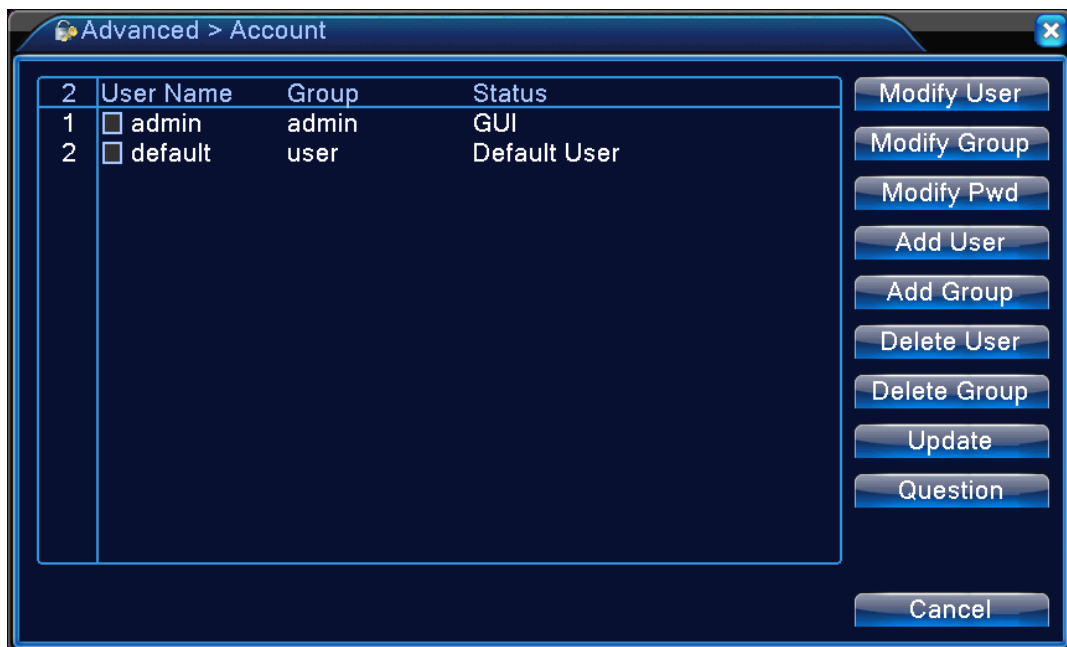 Advanced > Account
2 User Name Group Status
1 admin admin GUI
2 default user Default User
Modify User
Modify Group
Modify Pwd
Add User
Add Group
Delete User
Delete Group
Update
Question
Cancel